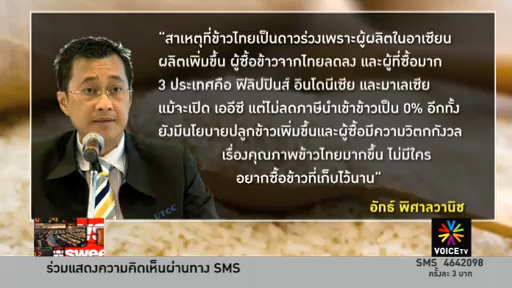 “สาเหตุที่ข้าวไทยเป็นดาวร่วงเพราะผู้ผลิตในอาเซียน
ผลิตเพิ่มขึ้น ผู้ซื้อข้าวจากไทยลดลง และผู้ที่ซื้อมาก
3 ประเทศคือ ฟิลิปปินส์ อินโดนีเซีย และมาเลเซีย
แม้จะเปิด เออีซี แต่ไม่ลดภาษีนำเข้าข้าวเป็น 0% อีกทั้ง
ยังมีนโยบายปลูกข้าวเพิ่มขึ้นและผู้ซื้อมีความวิตกกังวล
เรื่องคุณภาพข้าวไทยมากขึ้น ไม่มีใคร
อยากซื้อข้าวที่เก็บไว้นาน”
อัทธ์ พิศาลวานิช
UTCC
VOICETV
ร่วมแสดงความคิดเห็นผ่านทาง SMS
SMS 4642098
ครั้งละ 3 บาท